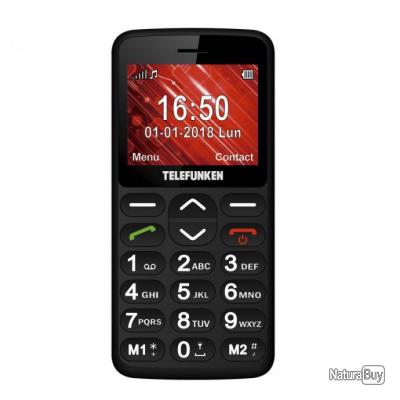 16:50
01-01-2018 Lun
Menu Contact
TELEFUNKEN
1 2ABC 3DEF
4GHI 5JKL 6MNO
7PQRS 8TUV 9WXYZ
M1* 0 M2#
NaturaBuy